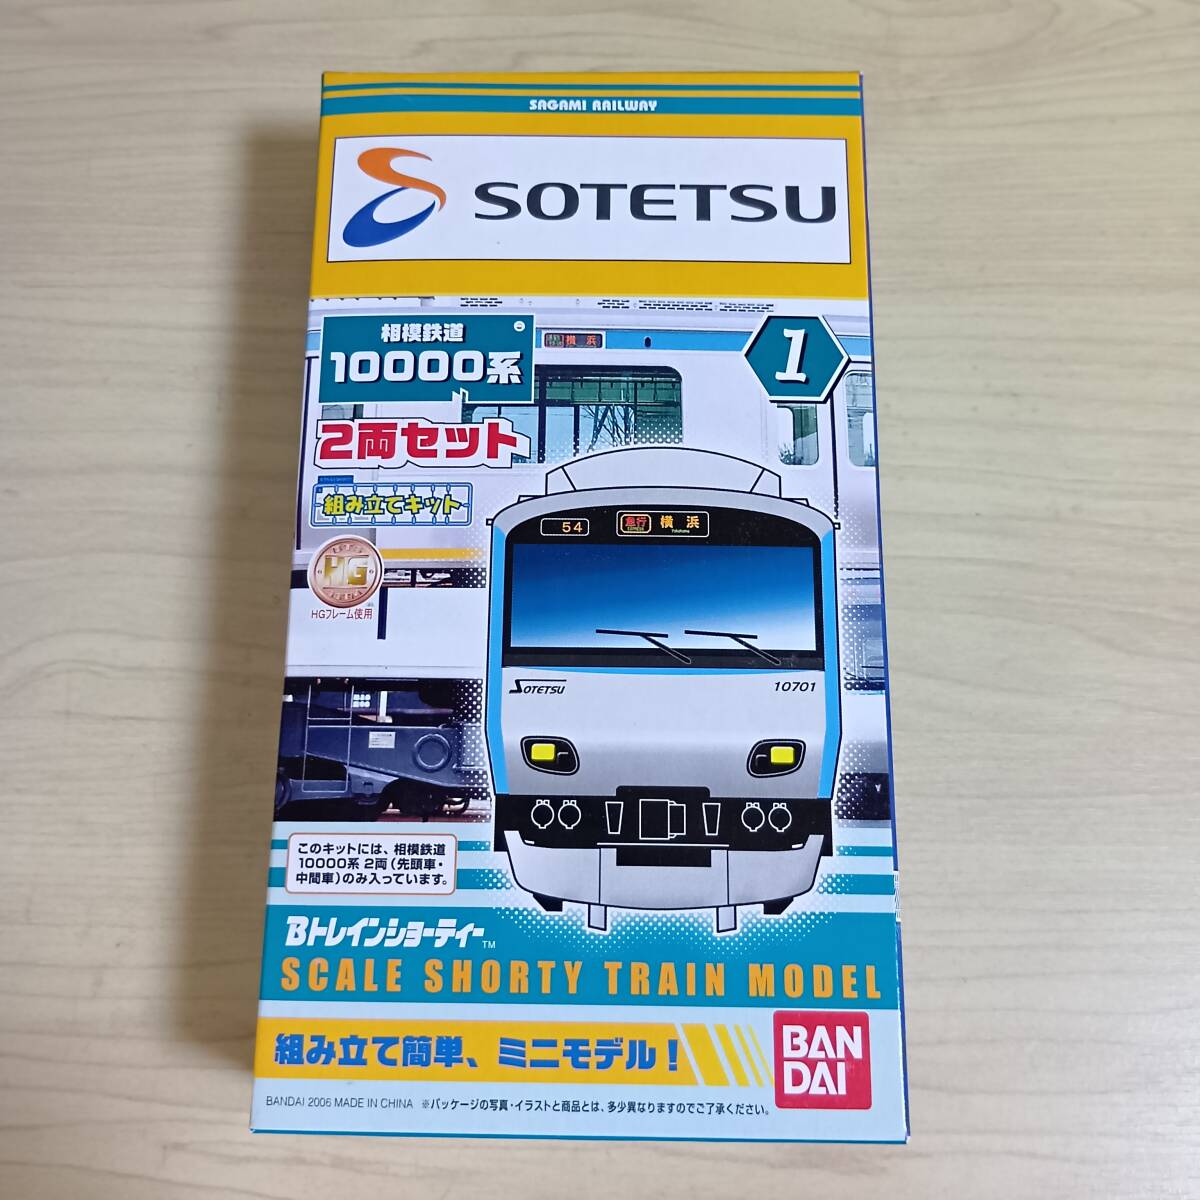 SAGAMI RAILWAY
SOTETSU
相模鉄道
10000系
1
横浜
2両セット
組み立てキット
HG
HGフレーム使用
54
急行
EXPRESS
横浜
Yokohama
SOTETSU
10701
このキットには、相模鉄道
10000系 2両(先頭車・
中間車)のみ入っています。
Bトレインショーティー™
SCALE SHORTY TRAIN MODEL
組み立て簡単、ミニモデル!
BAN
DAI
BANDAI 2006 MADE IN CHINA ※パッケージの写真・イラストと商品とは、多少異なりますのでご了承ください。